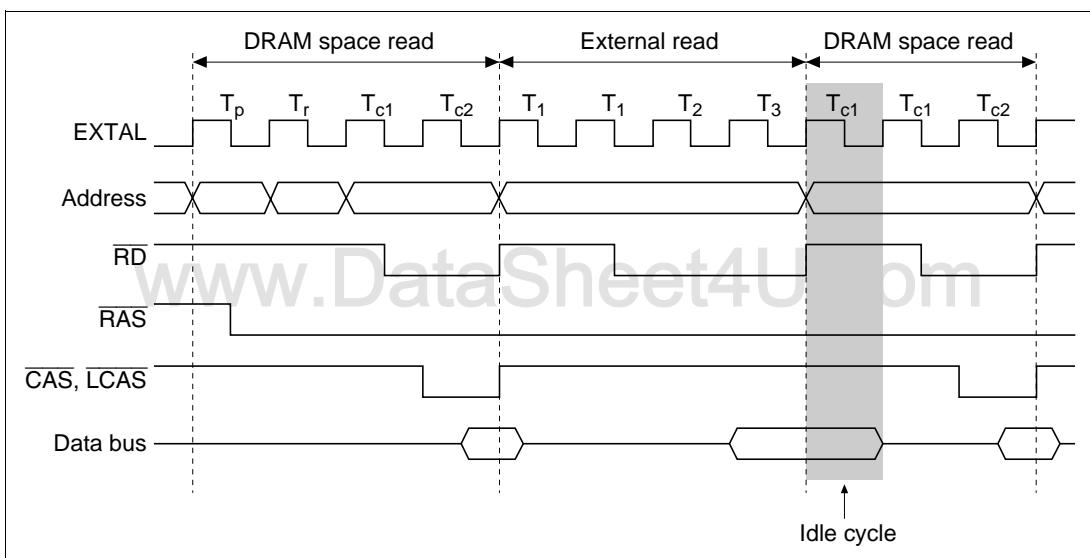 DRAM space read External read DRAM space read
EXTAL Tp Tr Tc1 Tc2 T1 T1 T2 T3 Tc1 Tc1 Tc2
Address
RD
www.DataSheet4U.com
RAS
CAS, LCAS
Data bus
Idle cycle